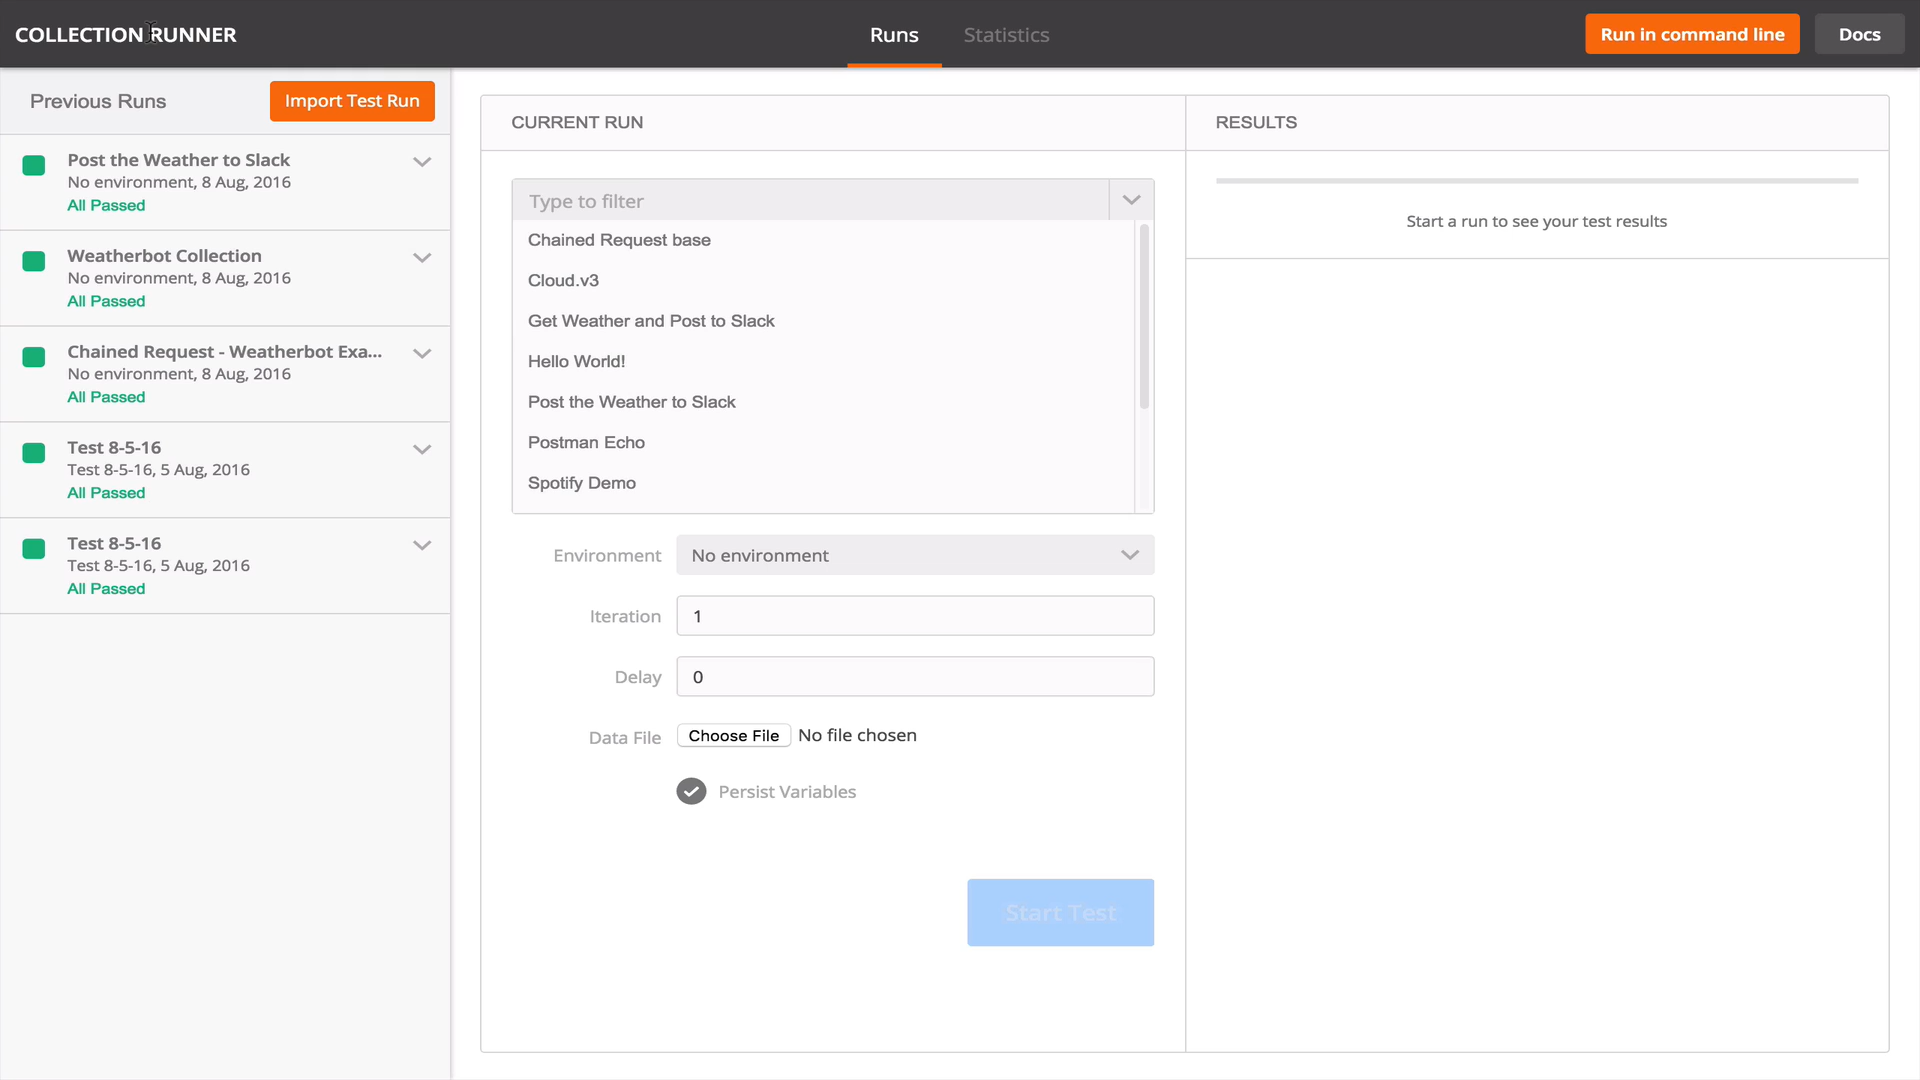 COLLECTION RUNNER
Runs
Statistics
Run in command line
Docs
Previous Runs
Import Test Run
Post the Weather to Slack
No environment, 8 Aug, 2016
All Passed
Weatherbot Collection
No environment, 8 Aug, 2016
All Passed
Chained Request - Weatherbot Exa...
No environment, 8 Aug, 2016
All Passed
Test 8-5-16
Test 8-5-16, 5 Aug, 2016
All Passed
Test 8-5-16
Test 8-5-16, 5 Aug, 2016
All Passed
CURRENT RUN
Type to filter
Chained Request base
Cloud.v3
Get Weather and Post to Slack
Hello World!
Post the Weather to Slack
Postman Echo
Spotify Demo
Environment No environment
Iteration 1
Delay 0
Data File Choose File No file chosen
Persist Variables
Start Test
RESULTS
Start a run to see your test results